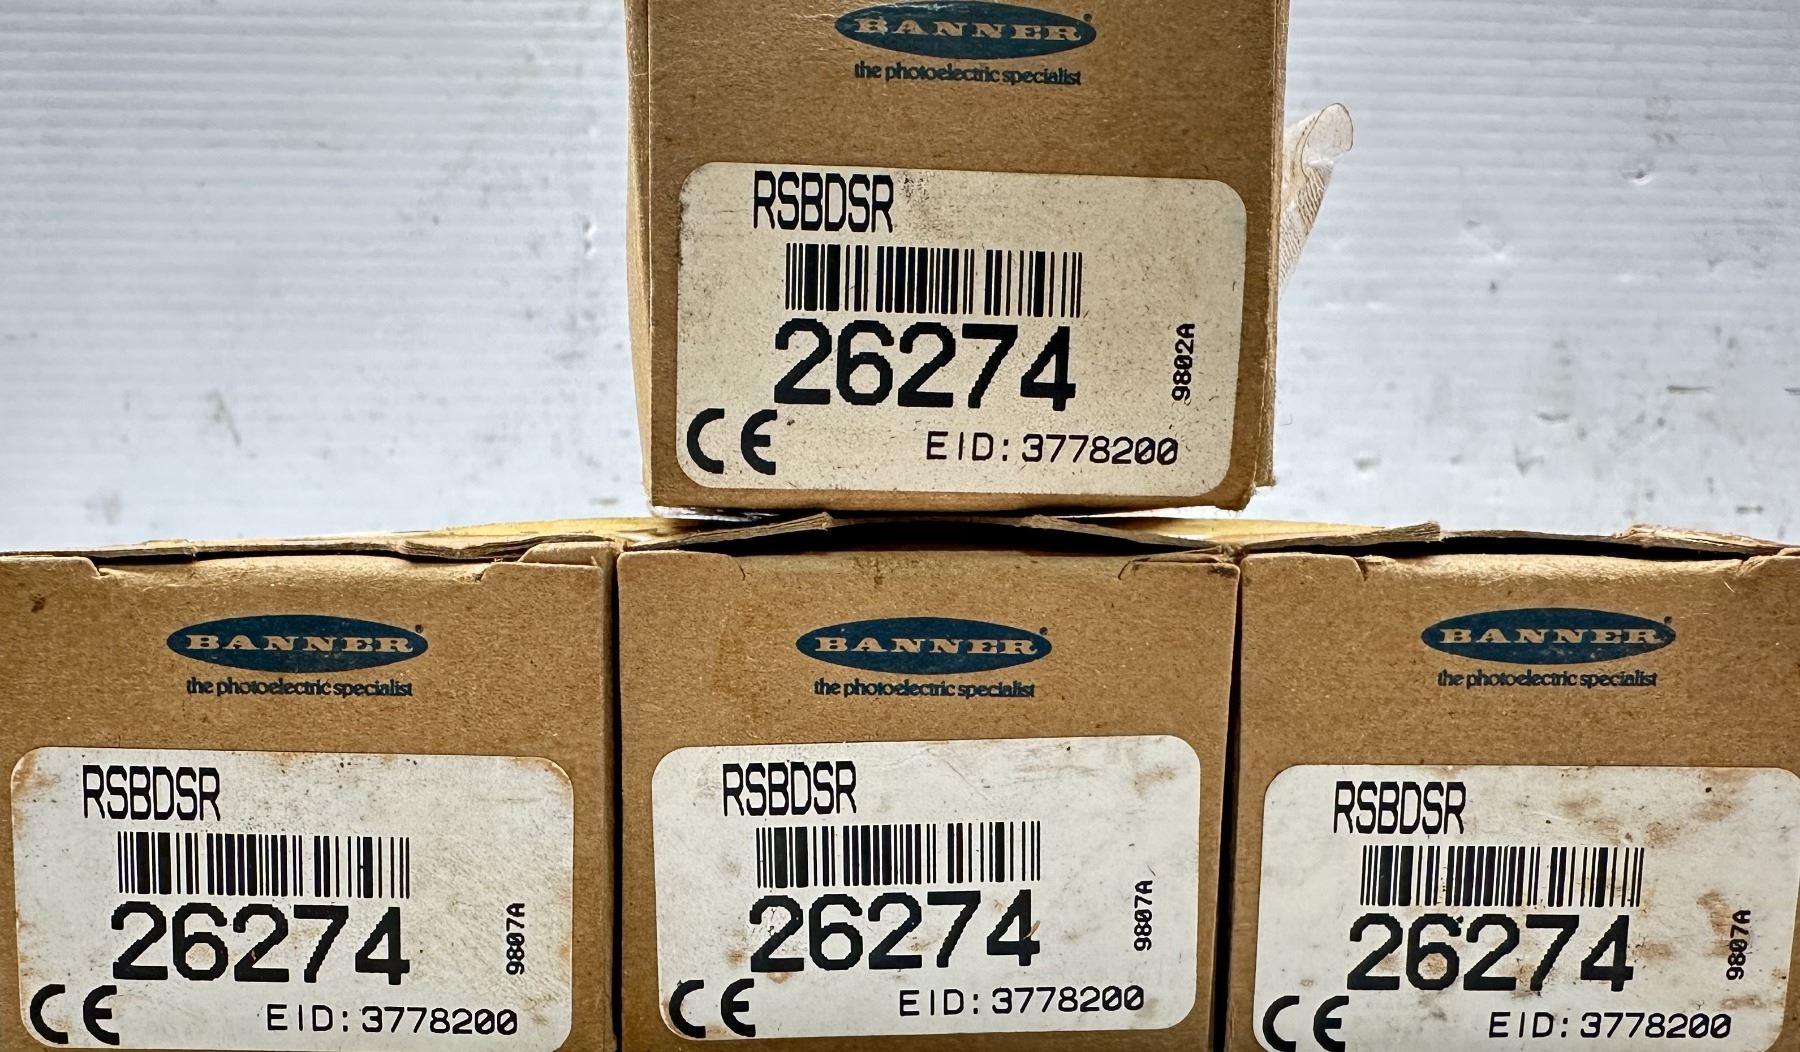 BANNER®
the photoelectric specialist
RSBDSR
26274
9802A
CE
EID: 3778200
BANNER®
the photoelectric specialist
RSBDSR
26274
9807A
CE
EID: 3778200
BANNER®
the photoelectric specialist
RSBDSR
26274
9807A
CE
EID: 3778200
BANNER®
the photoelectric specialist
RSBDSR
26274
9807A
CE
EID: 3778200